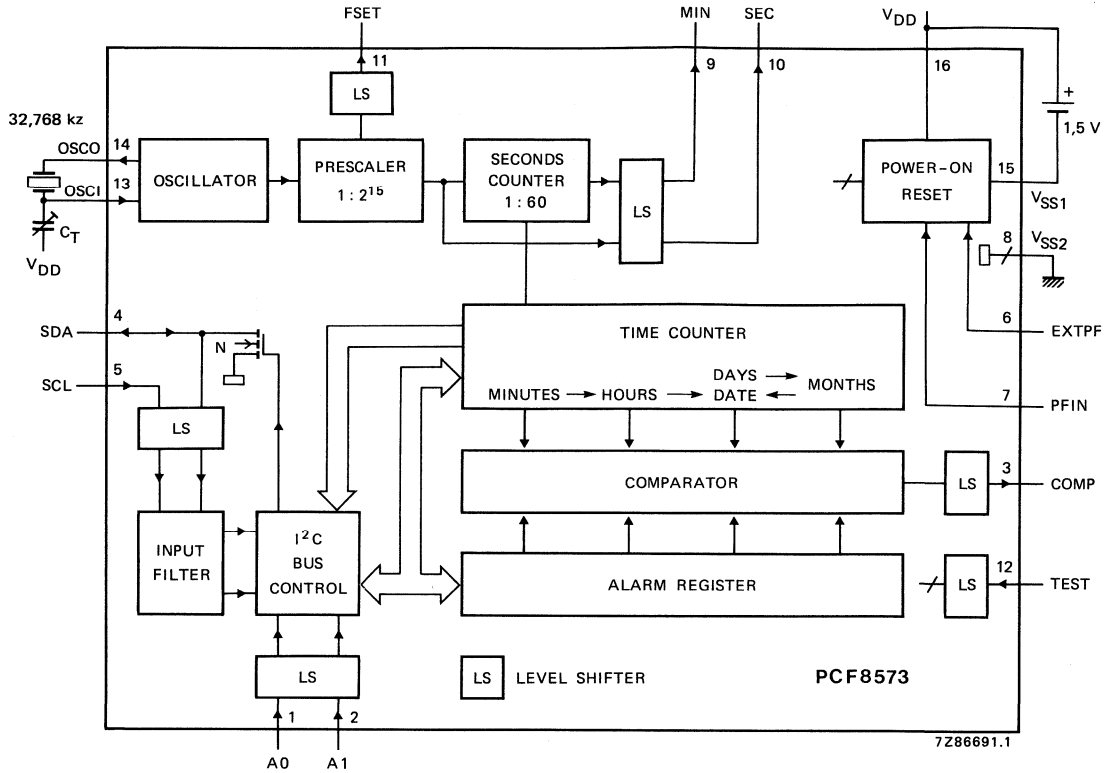 FSET
MIN
SEC
VDD
11
9
10
16
LS
+
1,5 V
32,768 kz
OSCO
14
OSCI
13
CT
VDD
OSCILLATOR
PRESCALER
1 : 2¹⁵
SECONDS
COUNTER
1 : 60
LS
POWER-ON
RESET
15
VSS1
8
VSS2
6
EXTPF
7
PFIN
SDA
4
N
SCL
5
LS
TIME COUNTER
MINUTES → HOURS → DAYS → MONTHS
DATE ←
COMPARATOR
LS
3
COMP
INPUT
FILTER
I²C
BUS
CONTROL
ALARM REGISTER
LS
12
TEST
LS
LS
LEVEL SHIFTER
PCF8573
1
2
A0
A1
7Z86691.1